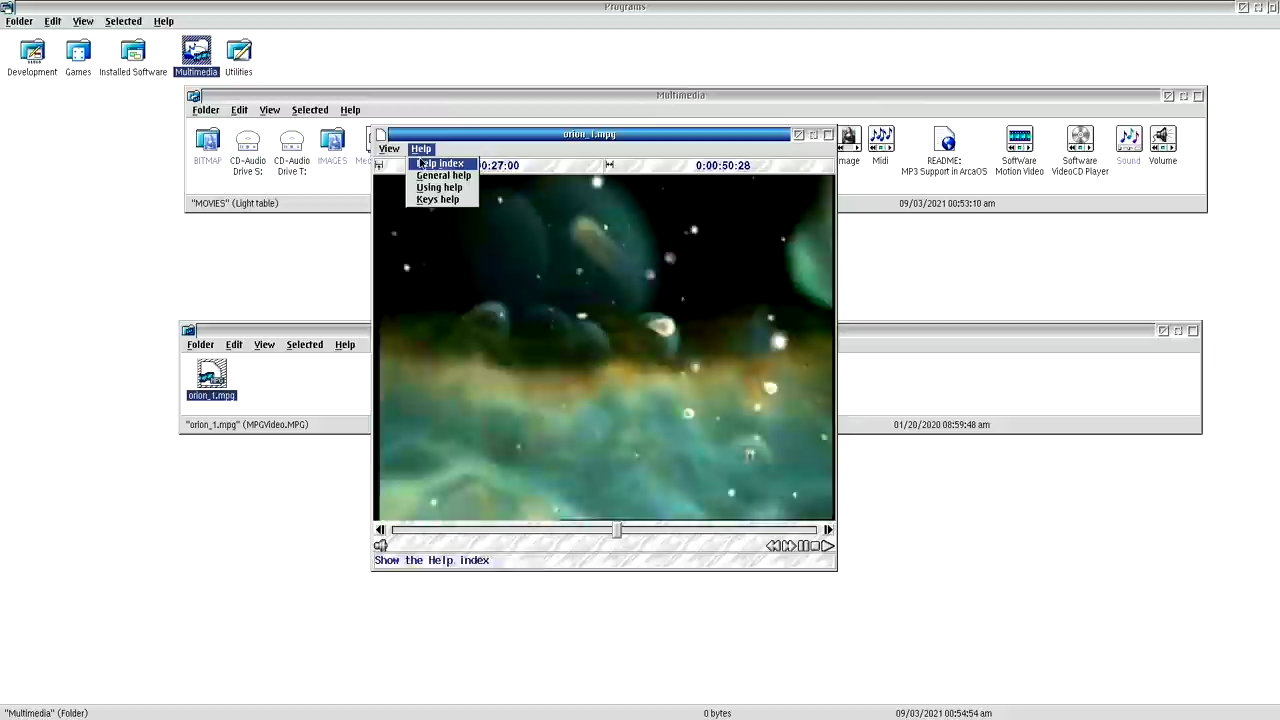 Programs
Folder Edit View Selected Help
Development Games Installed Software Multimedia Utilities
Multimedia
Folder Edit View Selected Help
BITMAP CD-Audio CD-Audio IMAGES Midi README: Software Software Sound Volume
Drive S: Drive T: MP3 Support in ArcaOS Motion Video VideoCD Player
"MOVIES" (Light table) 09/03/2021 00:53:10 am
orion_1.mpg
View Help
0:27:00 0:00:50:28
Help index
General help
Using help
Keys help
Folder Edit View Selected Help
orion_1.mpg
"orion_1.mpg" (MPGVideo.MPG) 01/20/2020 08:59:48 am
Show the Help index
"Multimedia" (Folder) 0 bytes 09/03/2021 00:54:54 am